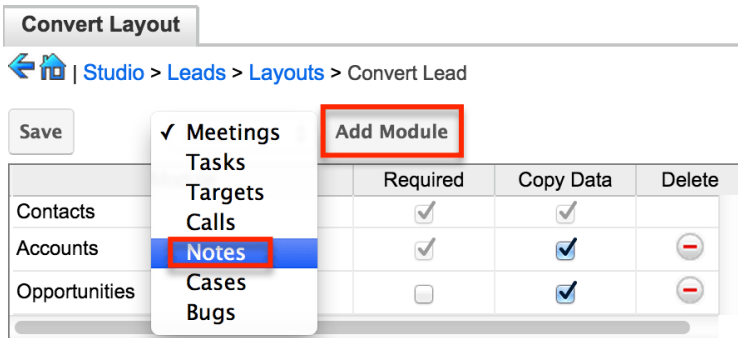 Convert Layout
| Studio > Leads > Layouts > Convert Lead
Save
✓ Meetings
Tasks
Targets
Calls
Notes
Cases
Bugs
Add Module
Required Copy Data Delete
Contacts
Accounts
Opportunities